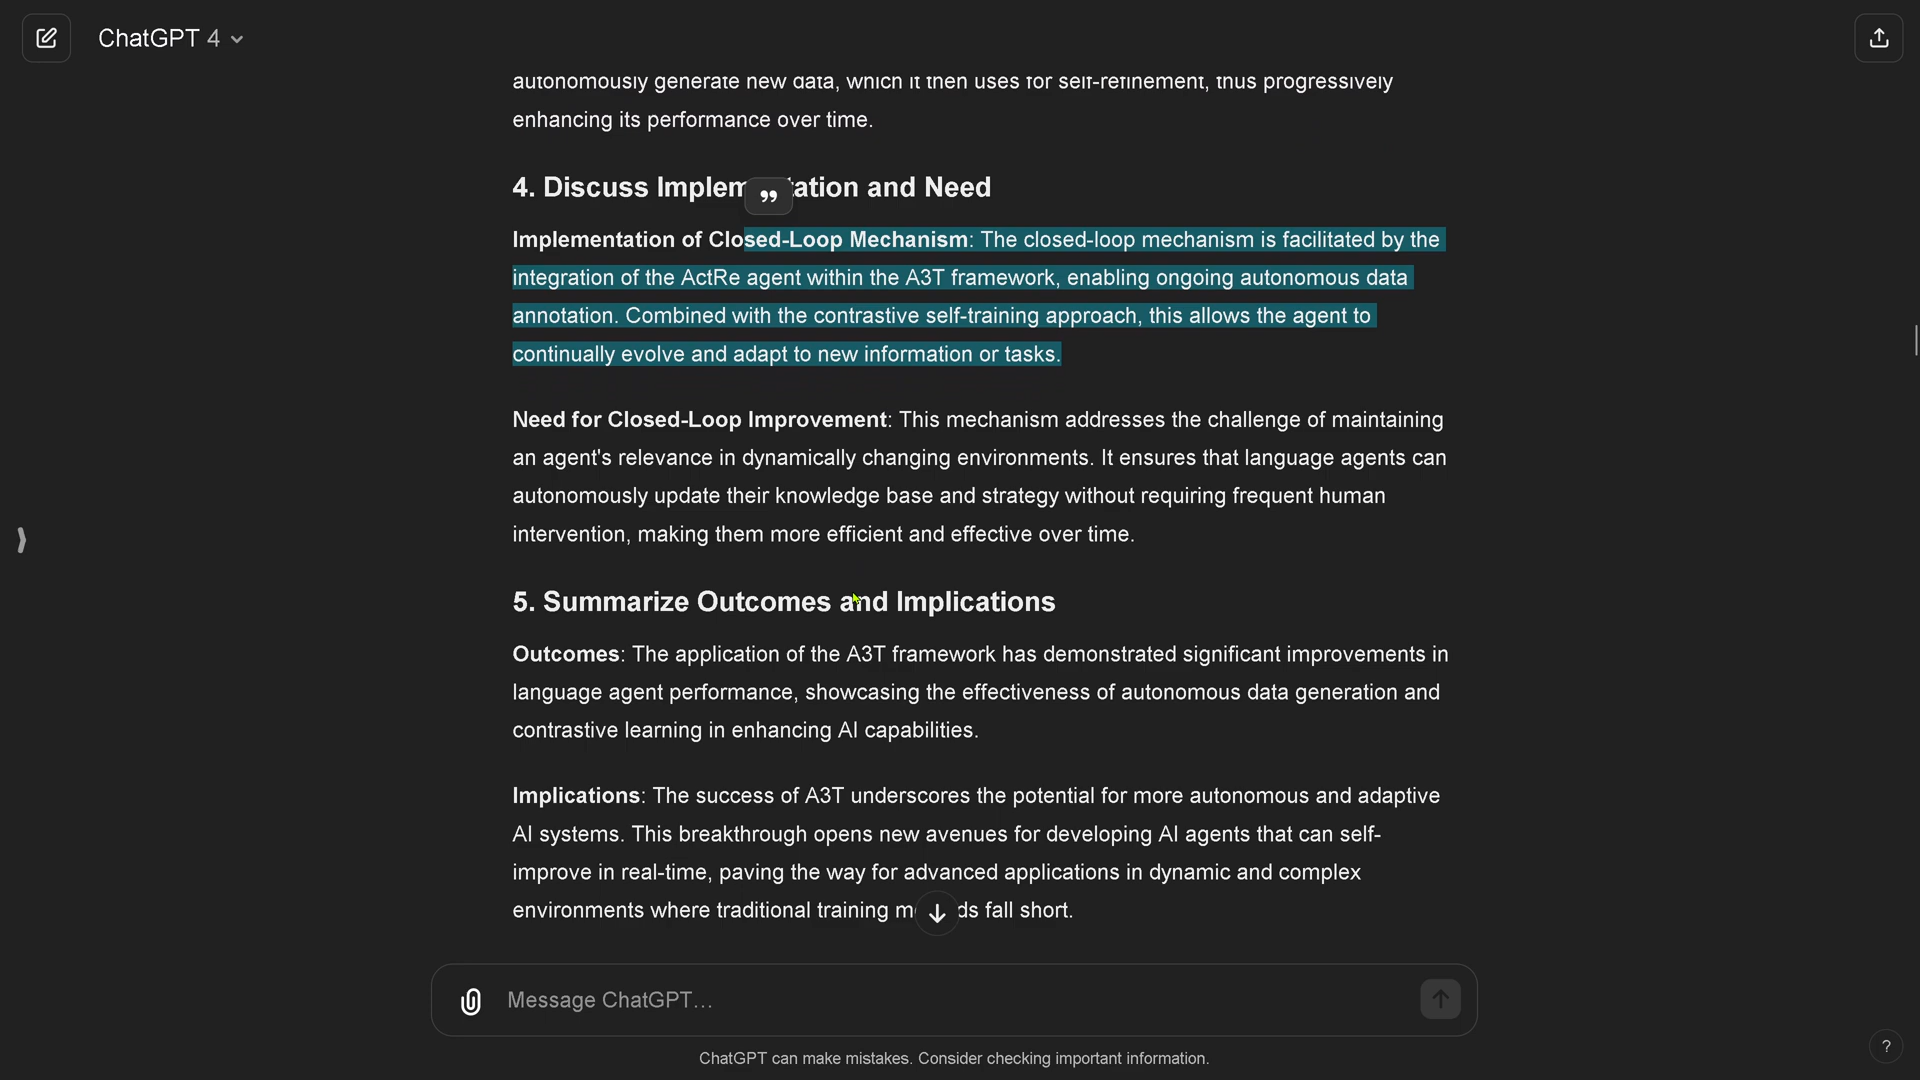 ChatGPT 4
autonomously generate new data, which it then uses for self-refinement, thus progressively
enhancing its performance over time.
4. Discuss Implem ation and Need
Implementation of Closed-Loop Mechanism: The closed-loop mechanism is facilitated by the
integration of the ActRe agent within the A3T framework, enabling ongoing autonomous data
annotation. Combined with the contrastive self-training approach, this allows the agent to
continually evolve and adapt to new information or tasks.
Need for Closed-Loop Improvement: This mechanism addresses the challenge of maintaining
an agent's relevance in dynamically changing environments. It ensures that language agents can
autonomously update their knowledge base and strategy without requiring frequent human
intervention, making them more efficient and effective over time.
5. Summarize Outcomes and Implications
Outcomes: The application of the A3T framework has demonstrated significant improvements in
language agent performance, showcasing the effectiveness of autonomous data generation and
contrastive learning in enhancing AI capabilities.
Implications: The success of A3T underscores the potential for more autonomous and adaptive
AI systems. This breakthrough opens new avenues for developing AI agents that can self-
improve in real-time, paving the way for advanced applications in dynamic and complex
environments where traditional training m ds fall short.
Message ChatGPT…
ChatGPT can make mistakes. Consider checking important information.
?